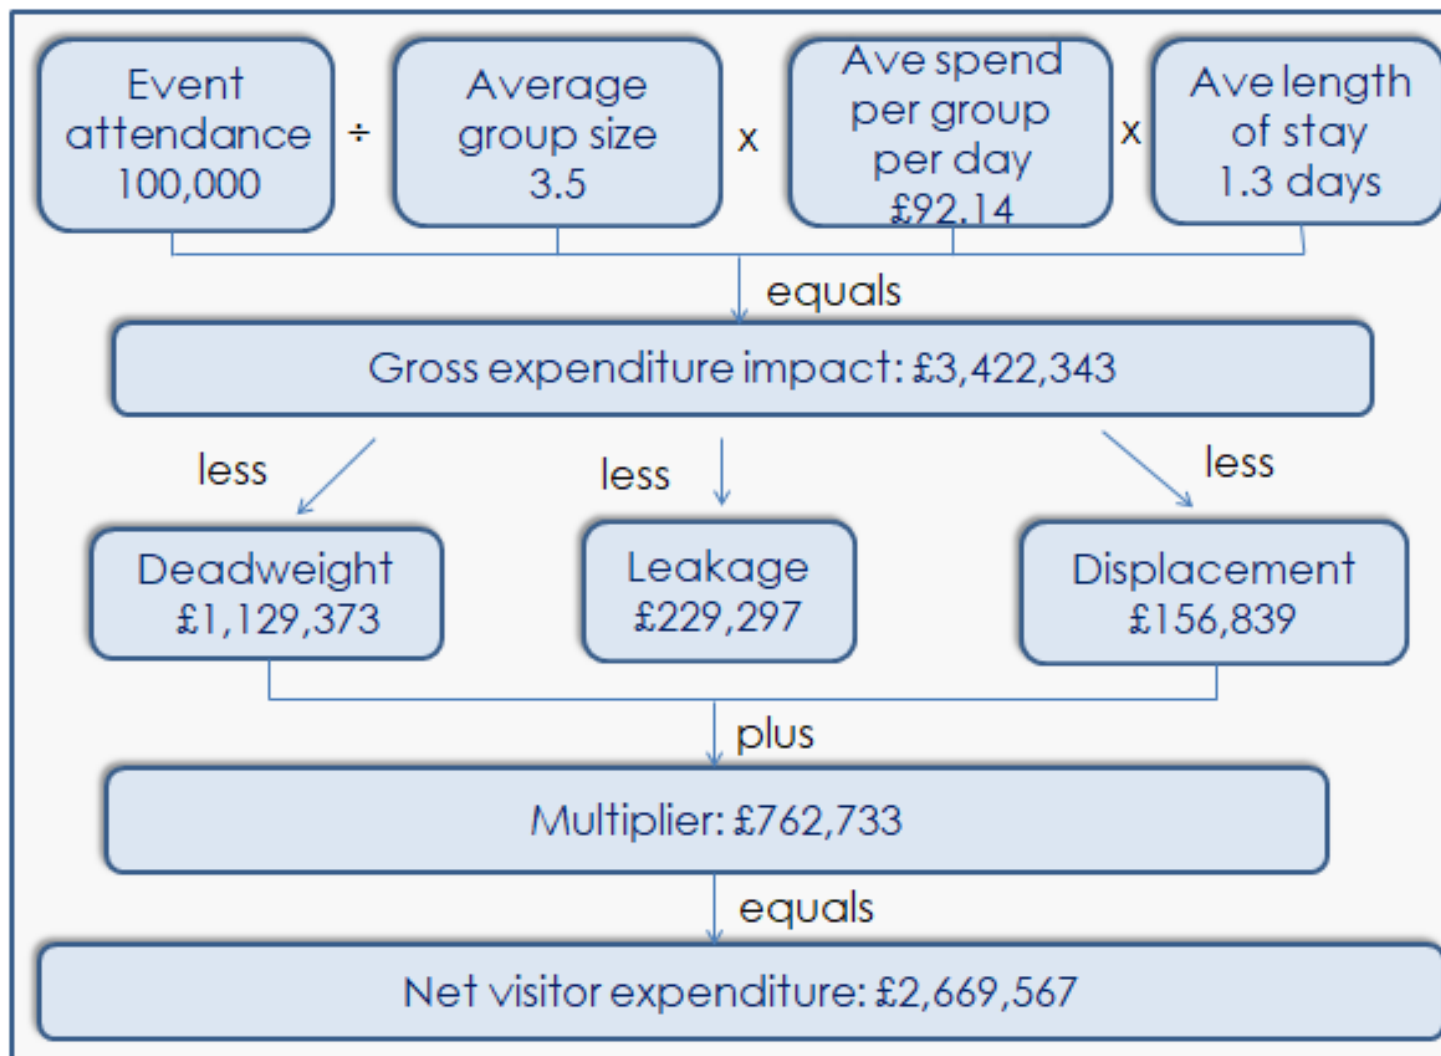 Event
attendance
100,000
÷
Average
group size
3.5
x
Ave spend
per group
per day
£92.14
x
Ave length
of stay
1.3 days
equals
Gross expenditure impact: £3,422,343
less
less
less
Deadweight
£1,129,373
Leakage
£229,297
Displacement
£156,839
plus
Multiplier: £762,733
equals
Net visitor expenditure: £2,669,567